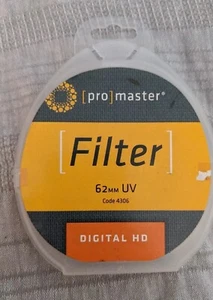 [pro]master®
[Filter]
62MM UV
Code 4306
DIGITAL HD